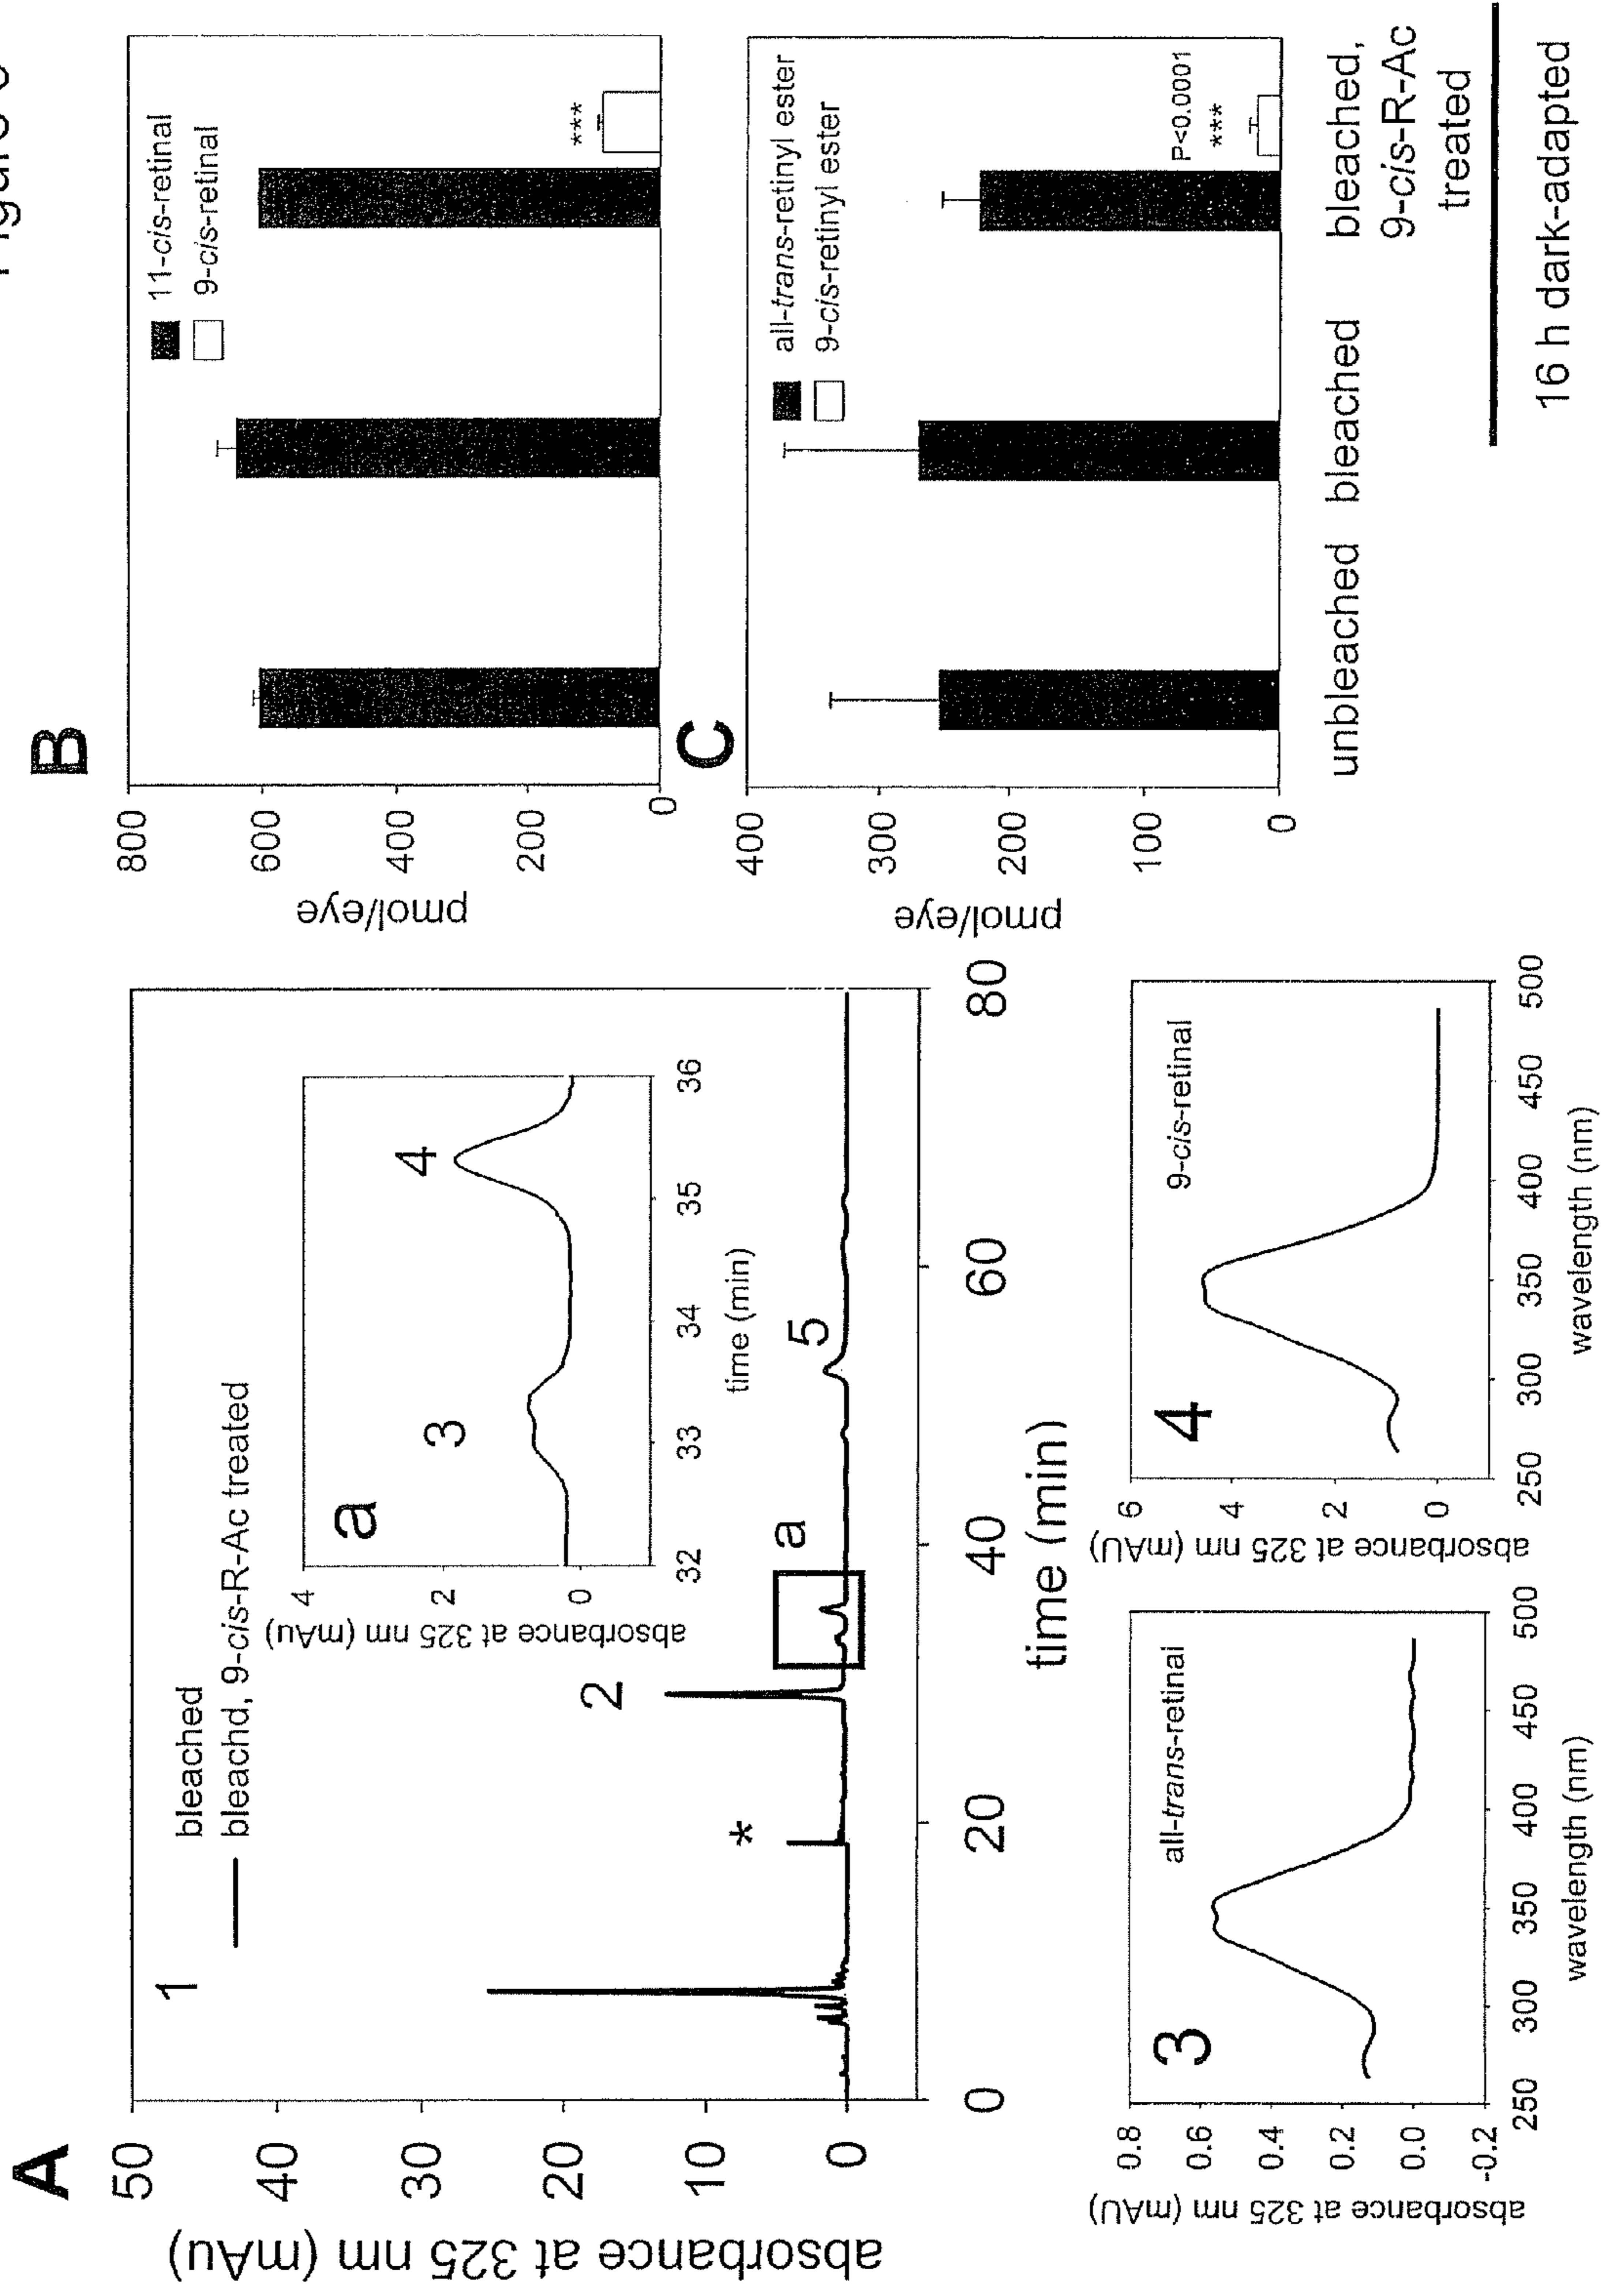 A
absorbance at 325 nm (mAu)
50
40
30
20
10
0
1
bleached
bleachd, 9-cis-R-Ac treated
*
2
a
5
0
20
40
60
80
time (min)
a
absorbance at 325 nm (mAu)
4
2
0
3
4
32
33
34
35
36
time (min)
absorbance at 325 nm (mAU)
0.8
0.6
0.4
0.2
0.0
-0.2
3
all-trans-retinal
250
300
350
400
450
500
wavelength (nm)
absorbance at 325 nm (mAU)
6
4
2
0
4
9-cis-retinal
250
300
350
400
450
500
wavelength (nm)
B
pmol/eye
800
600
400
200
0
11-cis-retinal
9-cis-retinal
***
C
pmol/eye
400
300
200
100
0
all-trans-retinyl ester
9-cis-retinyl ester
P<0.0001
***
unbleached
bleached
bleached,
9-cis-R-Ac
treated
16 h dark-adapted